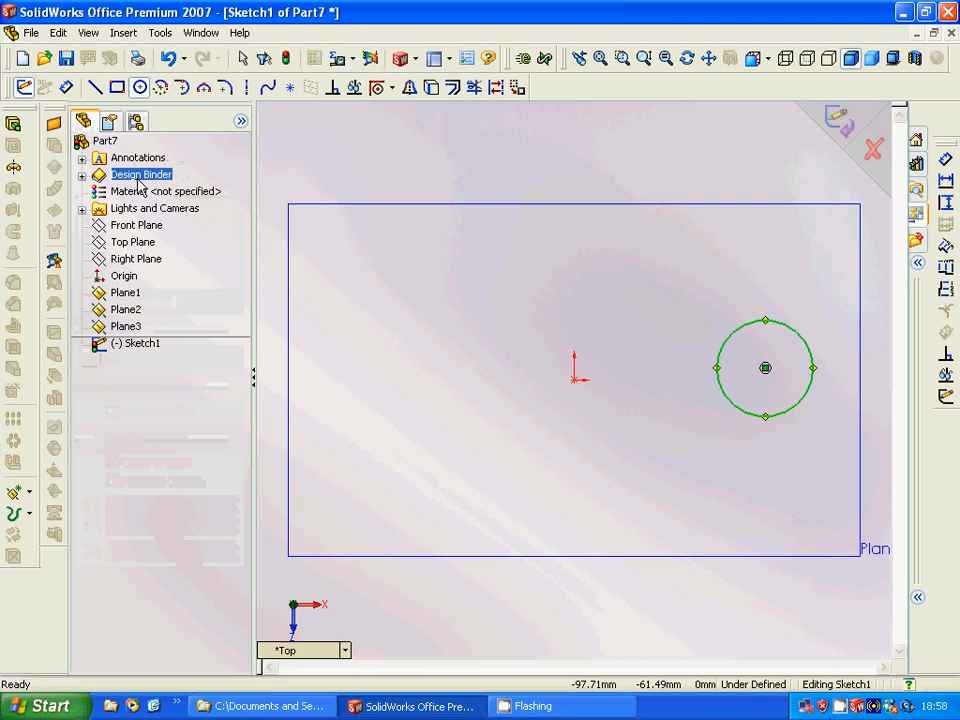 SolidWorks Office Premium 2007 - [Sketch1 of Part7 *]
File Edit View Insert Tools Window Help
Part7
Annotations
Design Binder
Material <not specified>
Lights and Cameras
Front Plane
Top Plane
Right Plane
Origin
Plane1
Plane2
Plane3
(-) Sketch1
Plan
X
Z
*Top
Ready
-97.71mm -61.49mm 0mm Under Defined Editing Sketch1
Start
C:\Documents and Se...
SolidWorks Office Pre...
Flashing
18:58